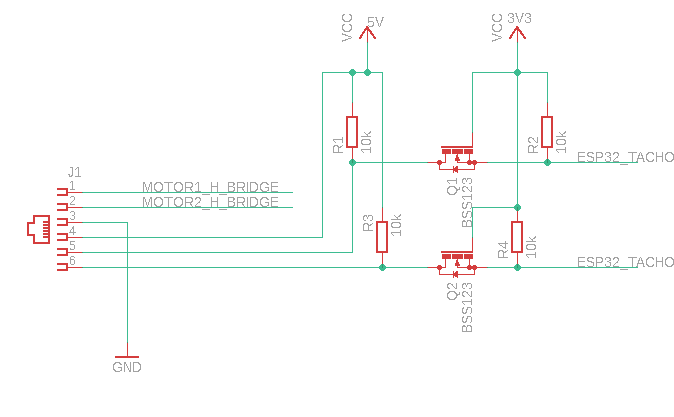 VCC
5V
VCC
3V3
R1
10k
R2
10k
ESP32_TACHO
Q1
BSS123
J1
1
MOTOR1_H_BRIDGE
2
MOTOR2_H_BRIDGE
3
4
5
6
R3
10k
R4
10k
ESP32_TACHO
Q2
BSS123
GND